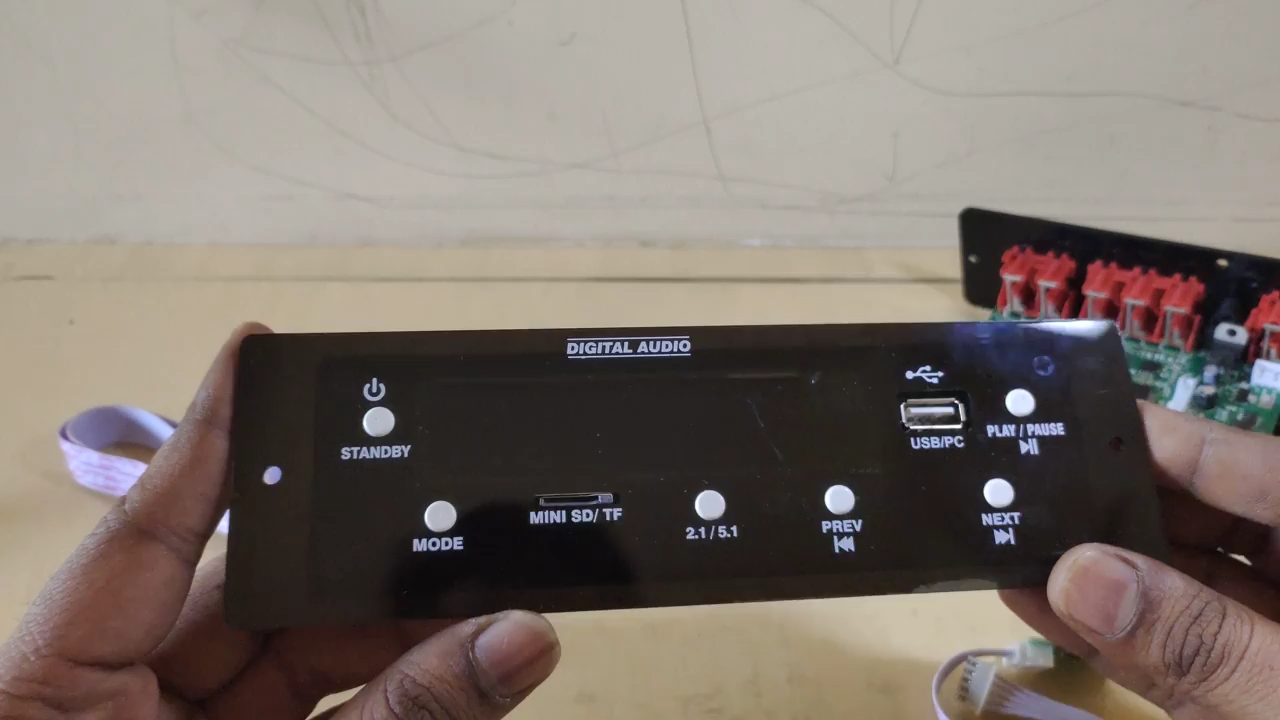 DIGITAL AUDIO
STANDBY
USB/PC
PLAY / PAUSE
MODE
MINI SD/ TF
2.1 / 5.1
PREV
NEXT